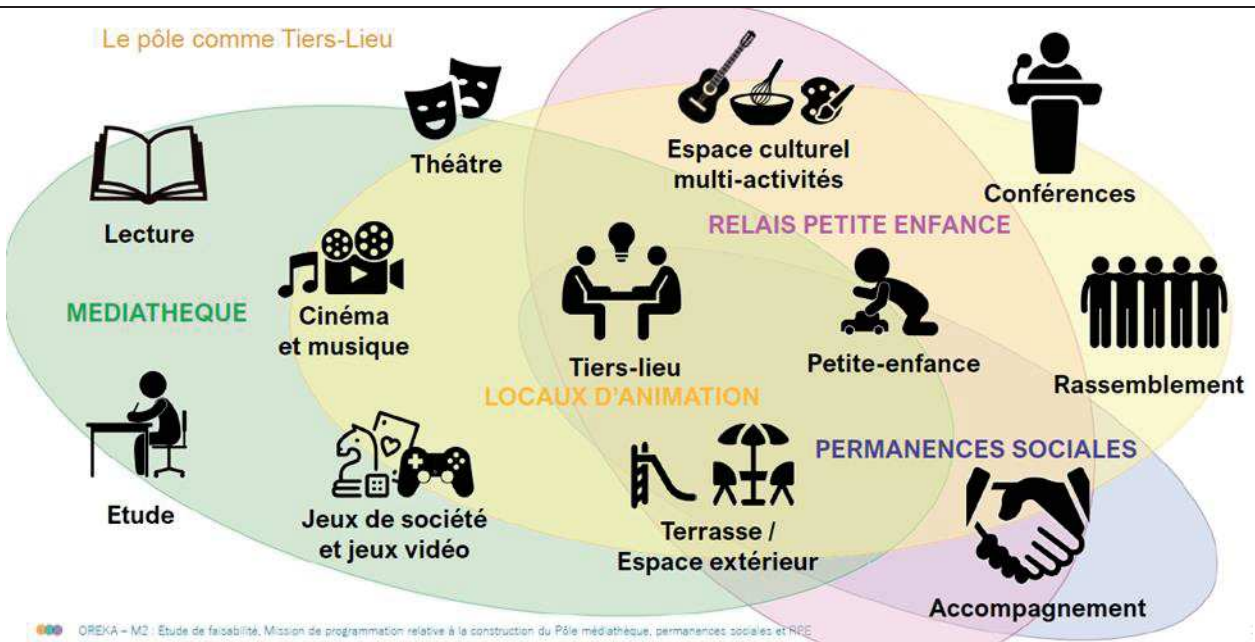 Le pôle comme Tiers-Lieu
Théâtre
Espace culturel
multi-activités
Conférences
Lecture
RELAIS PETITE ENFANCE
MEDIATHEQUE
Cinéma
et musique
Tiers-lieu
Petite-enfance
Rassemblement
LOCAUX D'ANIMATION
PERMANENCES SOCIALES
Etude
Jeux de société
et jeux vidéo
Terrasse /
Espace extérieur
Accompagnement
OREKA – M2 : Etude de faisabilité, Mission de programmation relative à la construction du Pôle médiathèque, permanences sociales et RPE